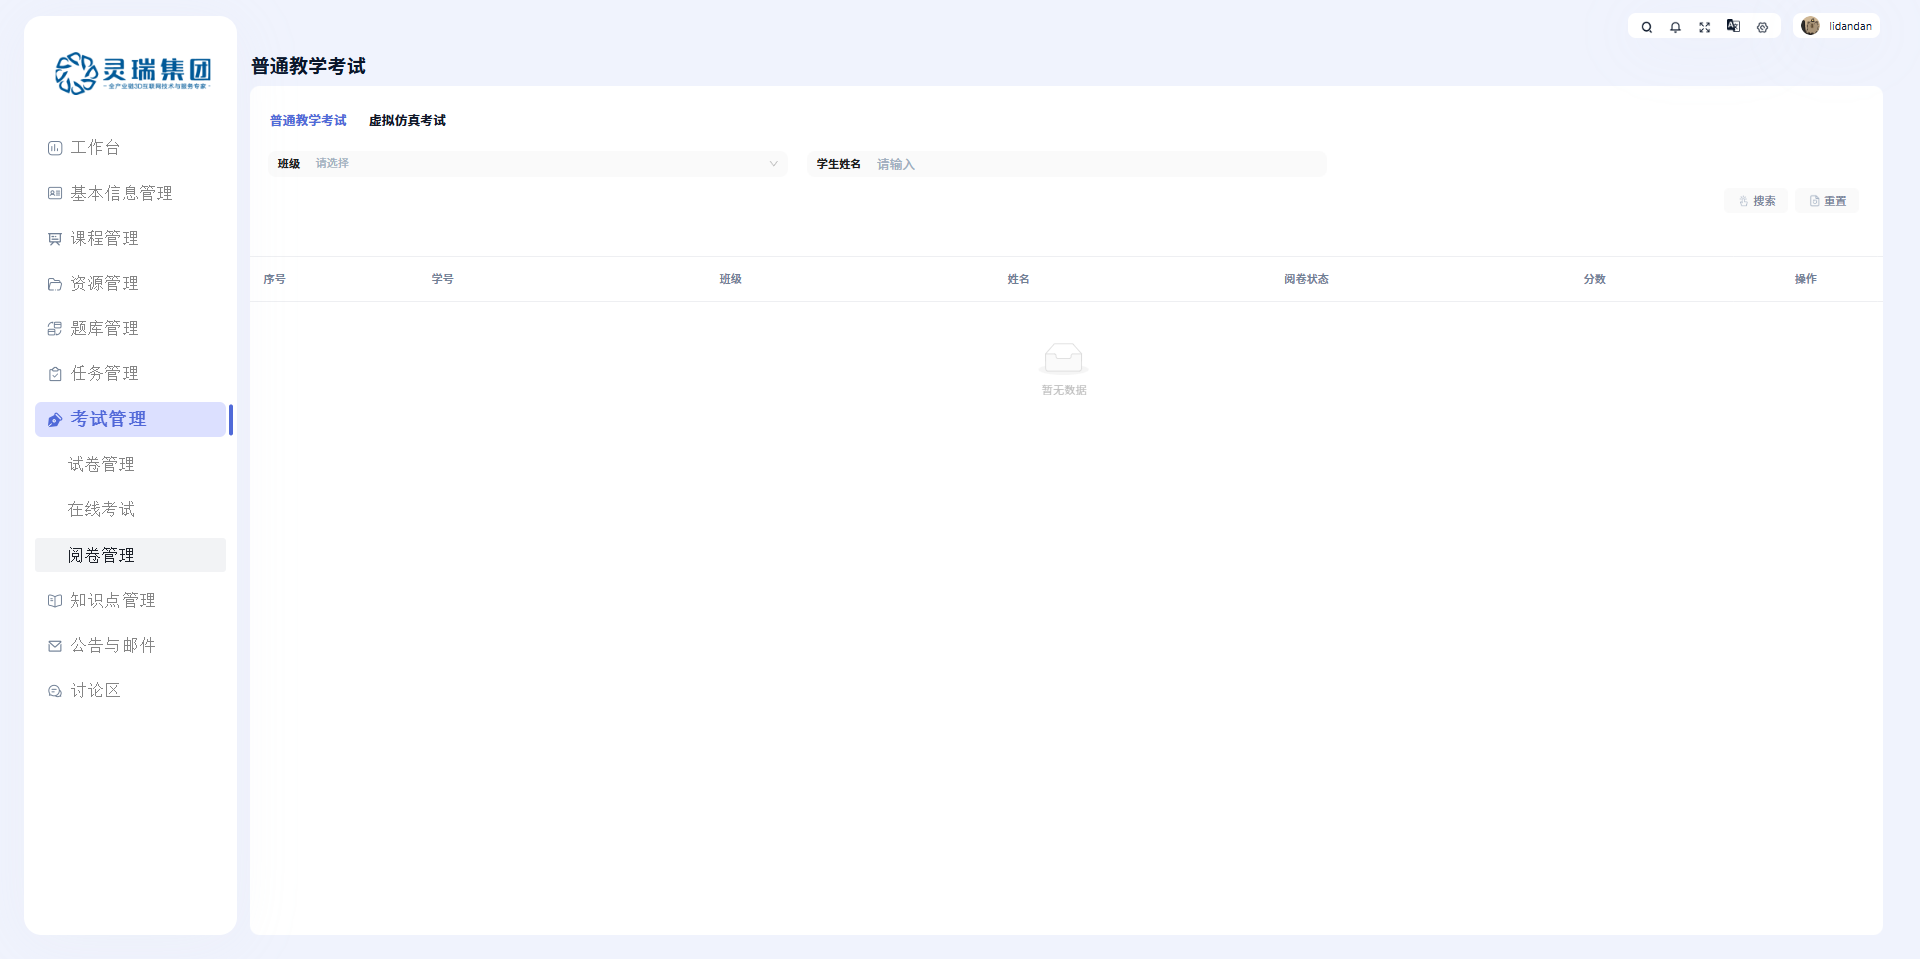 lidandan
灵瑞集团
全产业链3D互联网技术与服务专家
普通教学考试
普通教学考试 虚拟仿真考试
班级 请选择 学生姓名 请输入
搜索 重置
序号 学号 班级 姓名 阅卷状态 分数 操作
暂无数据
工作台
基本信息管理
课程管理
资源管理
题库管理
任务管理
考试管理
试卷管理
在线考试
阅卷管理
知识点管理
公告与邮件
讨论区